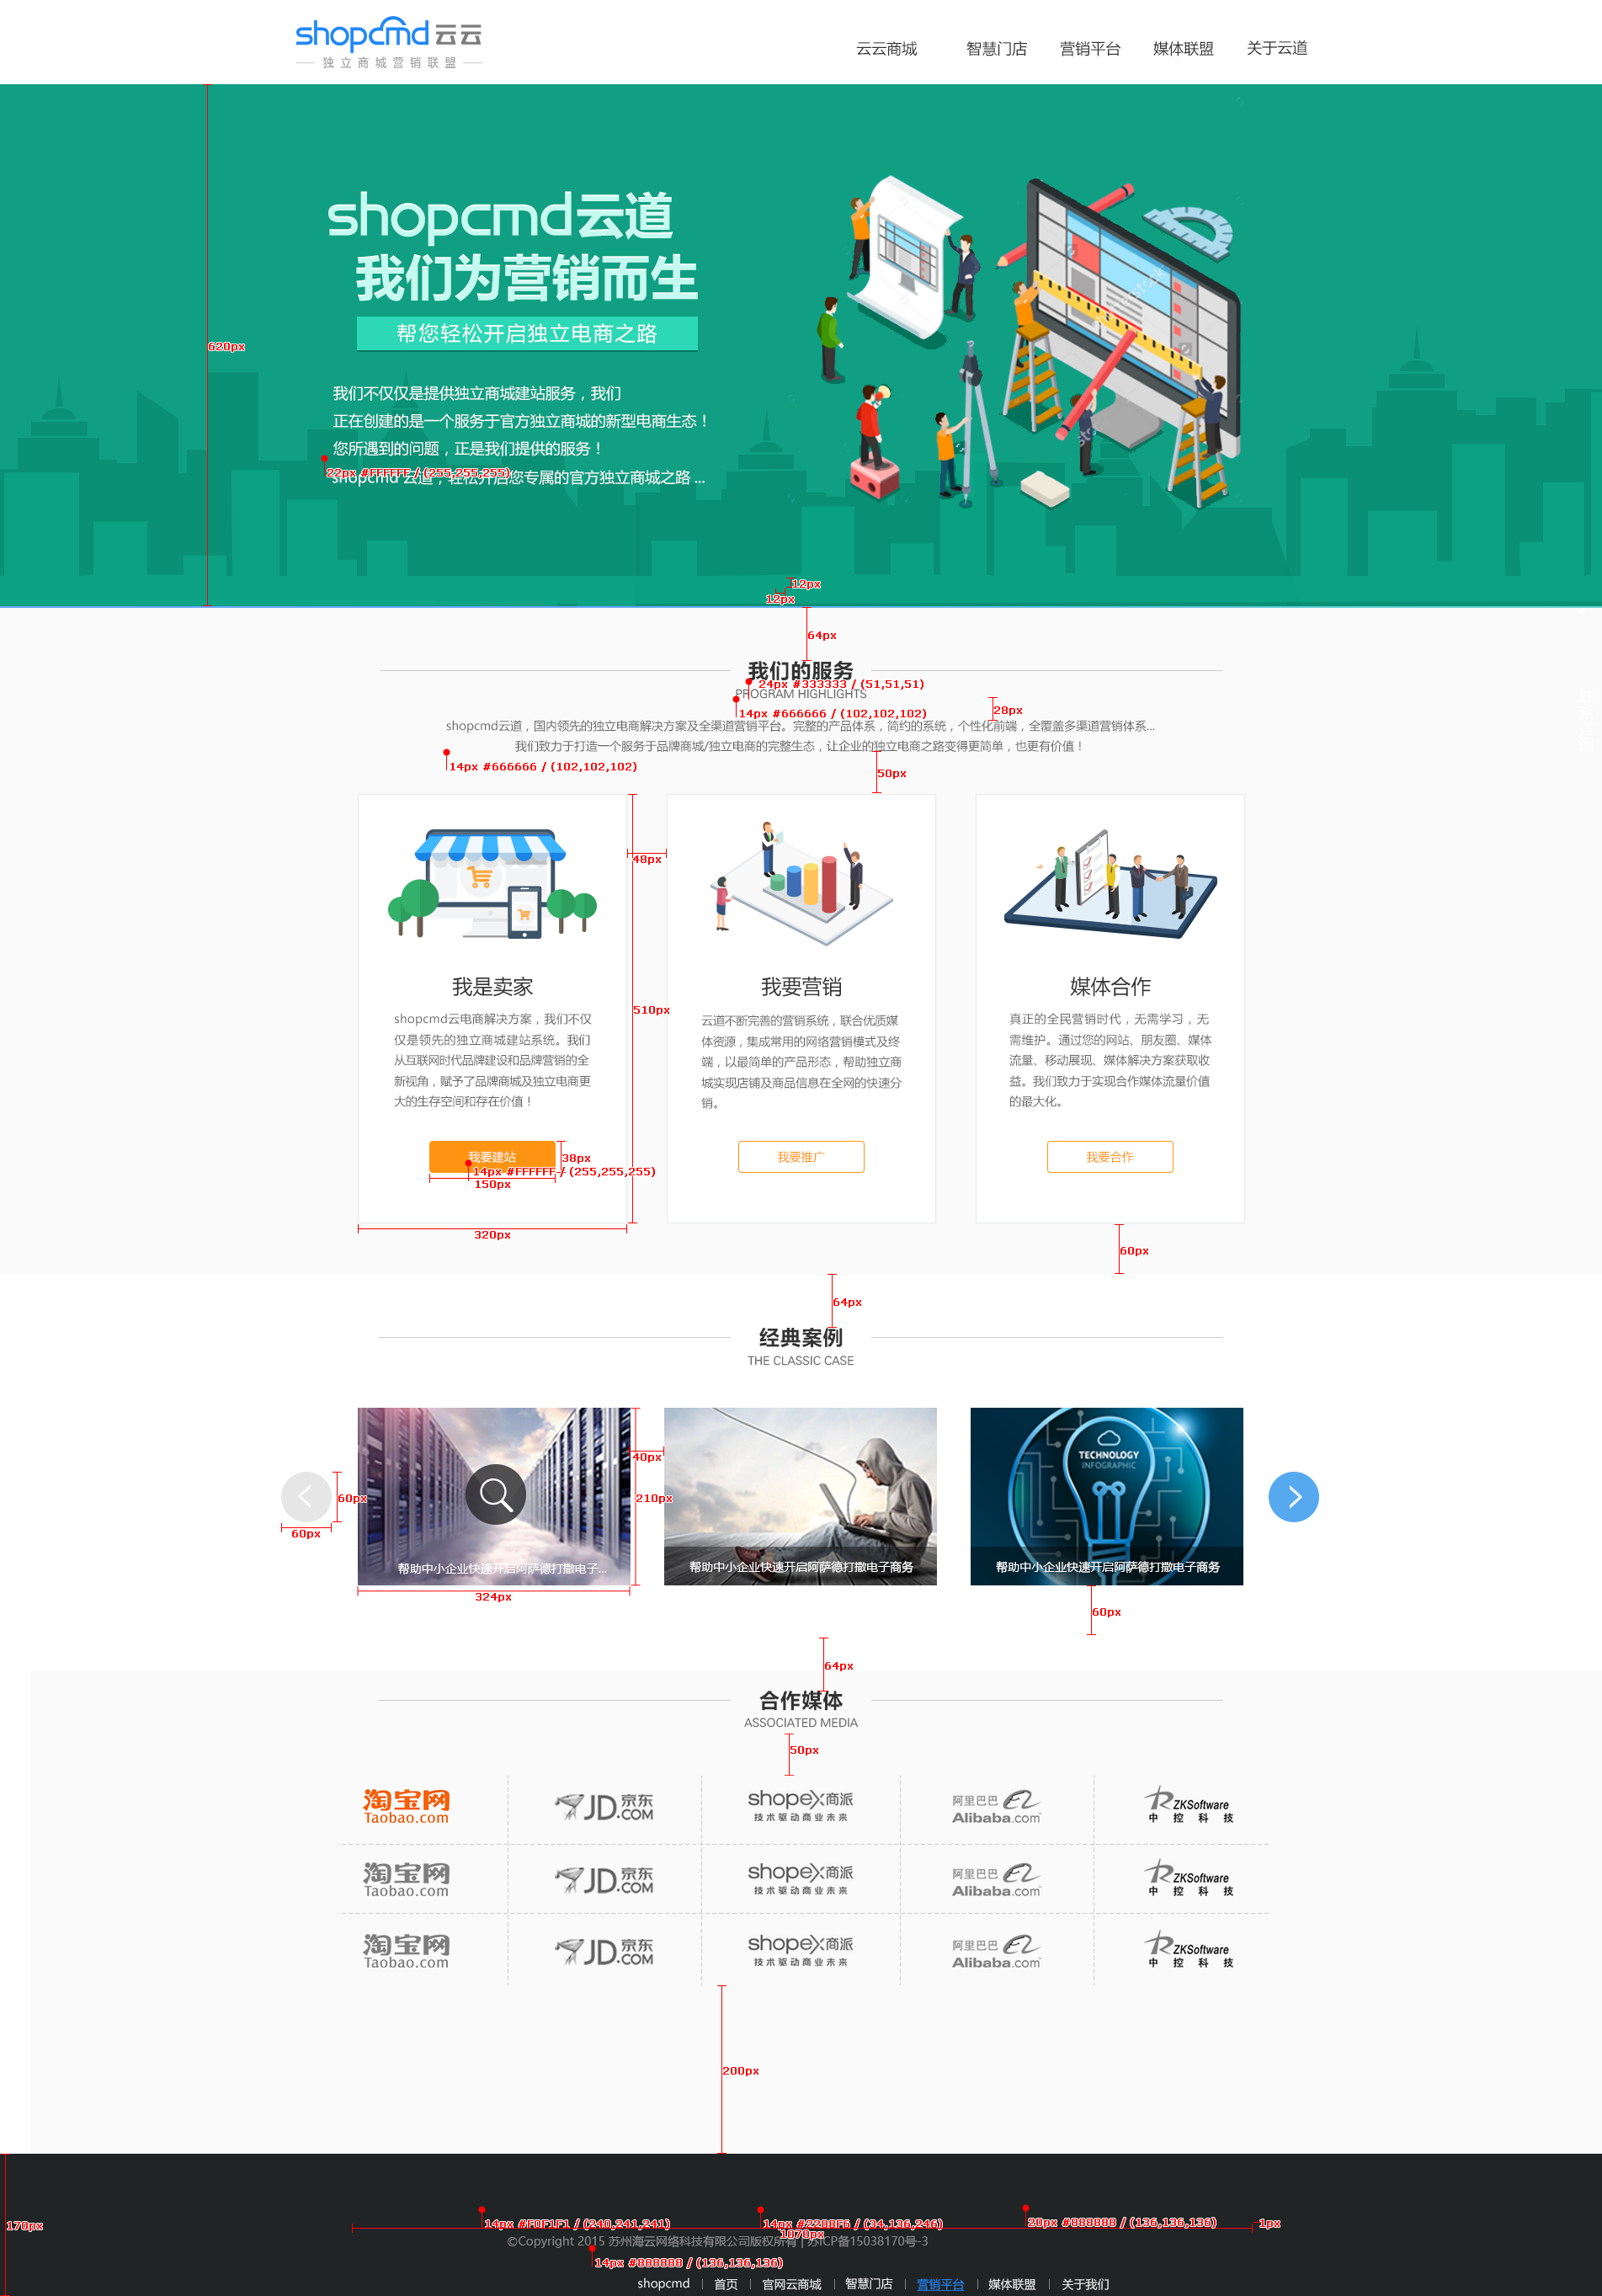 shopcmd云云
独立商城营销联盟
云云商城 智慧门店 营销平台 媒体联盟 关于云道
shopcmd云道
我们为营销而生
帮您轻松开启独立电商之路
620px
我们不仅仅是提供独立商城建站服务，我们
正在创建的是一个服务于官方独立商城的新型电商生态！
您所遇到的问题，正是我们提供的服务！
22px #FFFFFF / (255,255,255)
shopcmd 云道，轻松开启您专属的官方独立商城之路 ...
12px
12px
64px
我们的服务
24px #333333 / (51,51,51)
PROGRAM HIGHLIGHTS
14px #666666 / (102,102,102)
28px
shopcmd云道，国内领先的独立电商解决方案及全渠道营销平台。完整的产品体系，简约的系统，个性化前端，全覆盖多渠道营销体系...
我们致力于打造一个服务于品牌商城/独立电商的完整生态，让企业的独立电商之路变得更简单，也更有价值！
14px #666666 / (102,102,102)
50px
48px
510px
我是卖家
shopcmd云电商解决方案，我们不仅
仅是领先的独立商城建站系统。我们
从互联网时代品牌建设和品牌营销的全
新视角，赋予了品牌商城及独立电商更
大的生存空间和存在价值！
我要建站
38px
14px #FFFFFF / (255,255,255)
150px
320px
我要营销
云道不断完善的营销系统，联合优质媒
体资源，集成常用的网络营销模式及终
端，以最简单的产品形态，帮助独立商
城实现店铺及商品信息在全网的快速分
销。
我要推广
媒体合作
真正的全民营销时代，无需学习，无
需维护。通过您的网站、朋友圈、媒体
流量、移动展现、媒体解决方案获取收
益。我们致力于实现合作媒体流量价值
的最大化。
我要合作
60px
64px
经典案例
THE CLASSIC CASE
40px
210px
60px
60px
帮助中小企业快速开启阿萨德打撒电子...
324px
帮助中小企业快速开启阿萨德打撒电子商务
TECHNOLOGY
INFOGRAPHIC
帮助中小企业快速开启阿萨德打撒电子商务
60px
64px
合作媒体
ASSOCIATED MEDIA
50px
淘宝网 Taobao.com JD.COM 京东 shopex商派 技术驱动商业未来 阿里巴巴 Alibaba.com ZKSoftware 中控科技
淘宝网 Taobao.com JD.COM 京东 shopex商派 技术驱动商业未来 阿里巴巴 Alibaba.com ZKSoftware 中控科技
淘宝网 Taobao.com JD.COM 京东 shopex商派 技术驱动商业未来 阿里巴巴 Alibaba.com ZKSoftware 中控科技
200px
170px
14px #F0F1F1 / (240,241,241) 14px #2288F6 / (34,136,246) 20px #888888 / (136,136,136) 1px
1070px
©Copyright 2015 苏州海云网络科技有限公司版权所有 | 苏ICP备15038170号-3
14px #888888 / (136,136,136)
shopcmd | 首页 | 官网云商城 | 智慧门店 | 营销平台 | 媒体联盟 | 关于我们